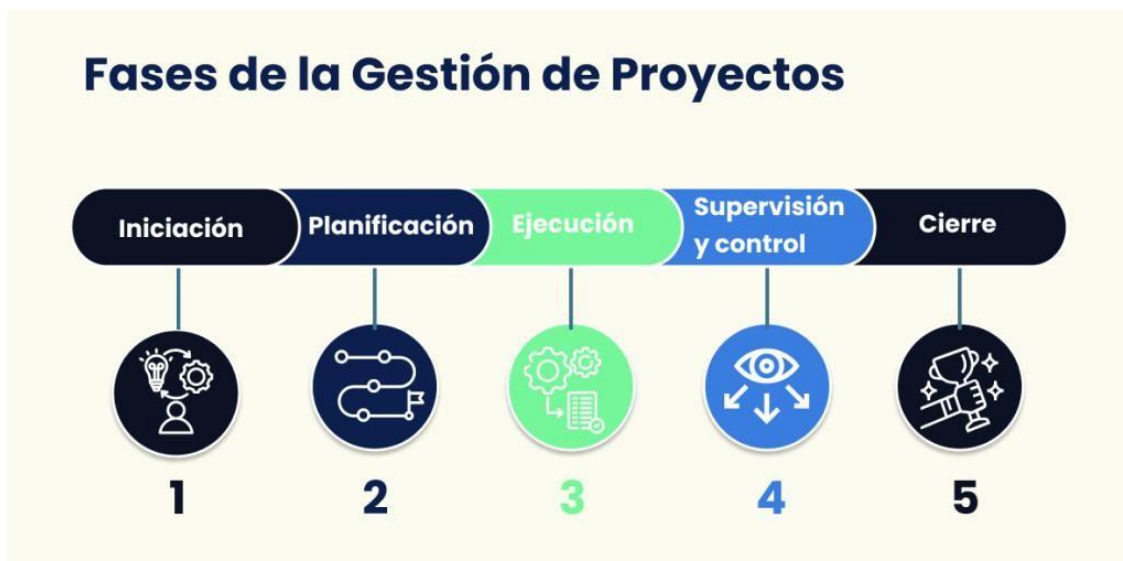 Fases de la Gestión de Proyectos
Iniciación
Planificación
Ejecución
Supervisión
y control
Cierre
1
2
3
4
5